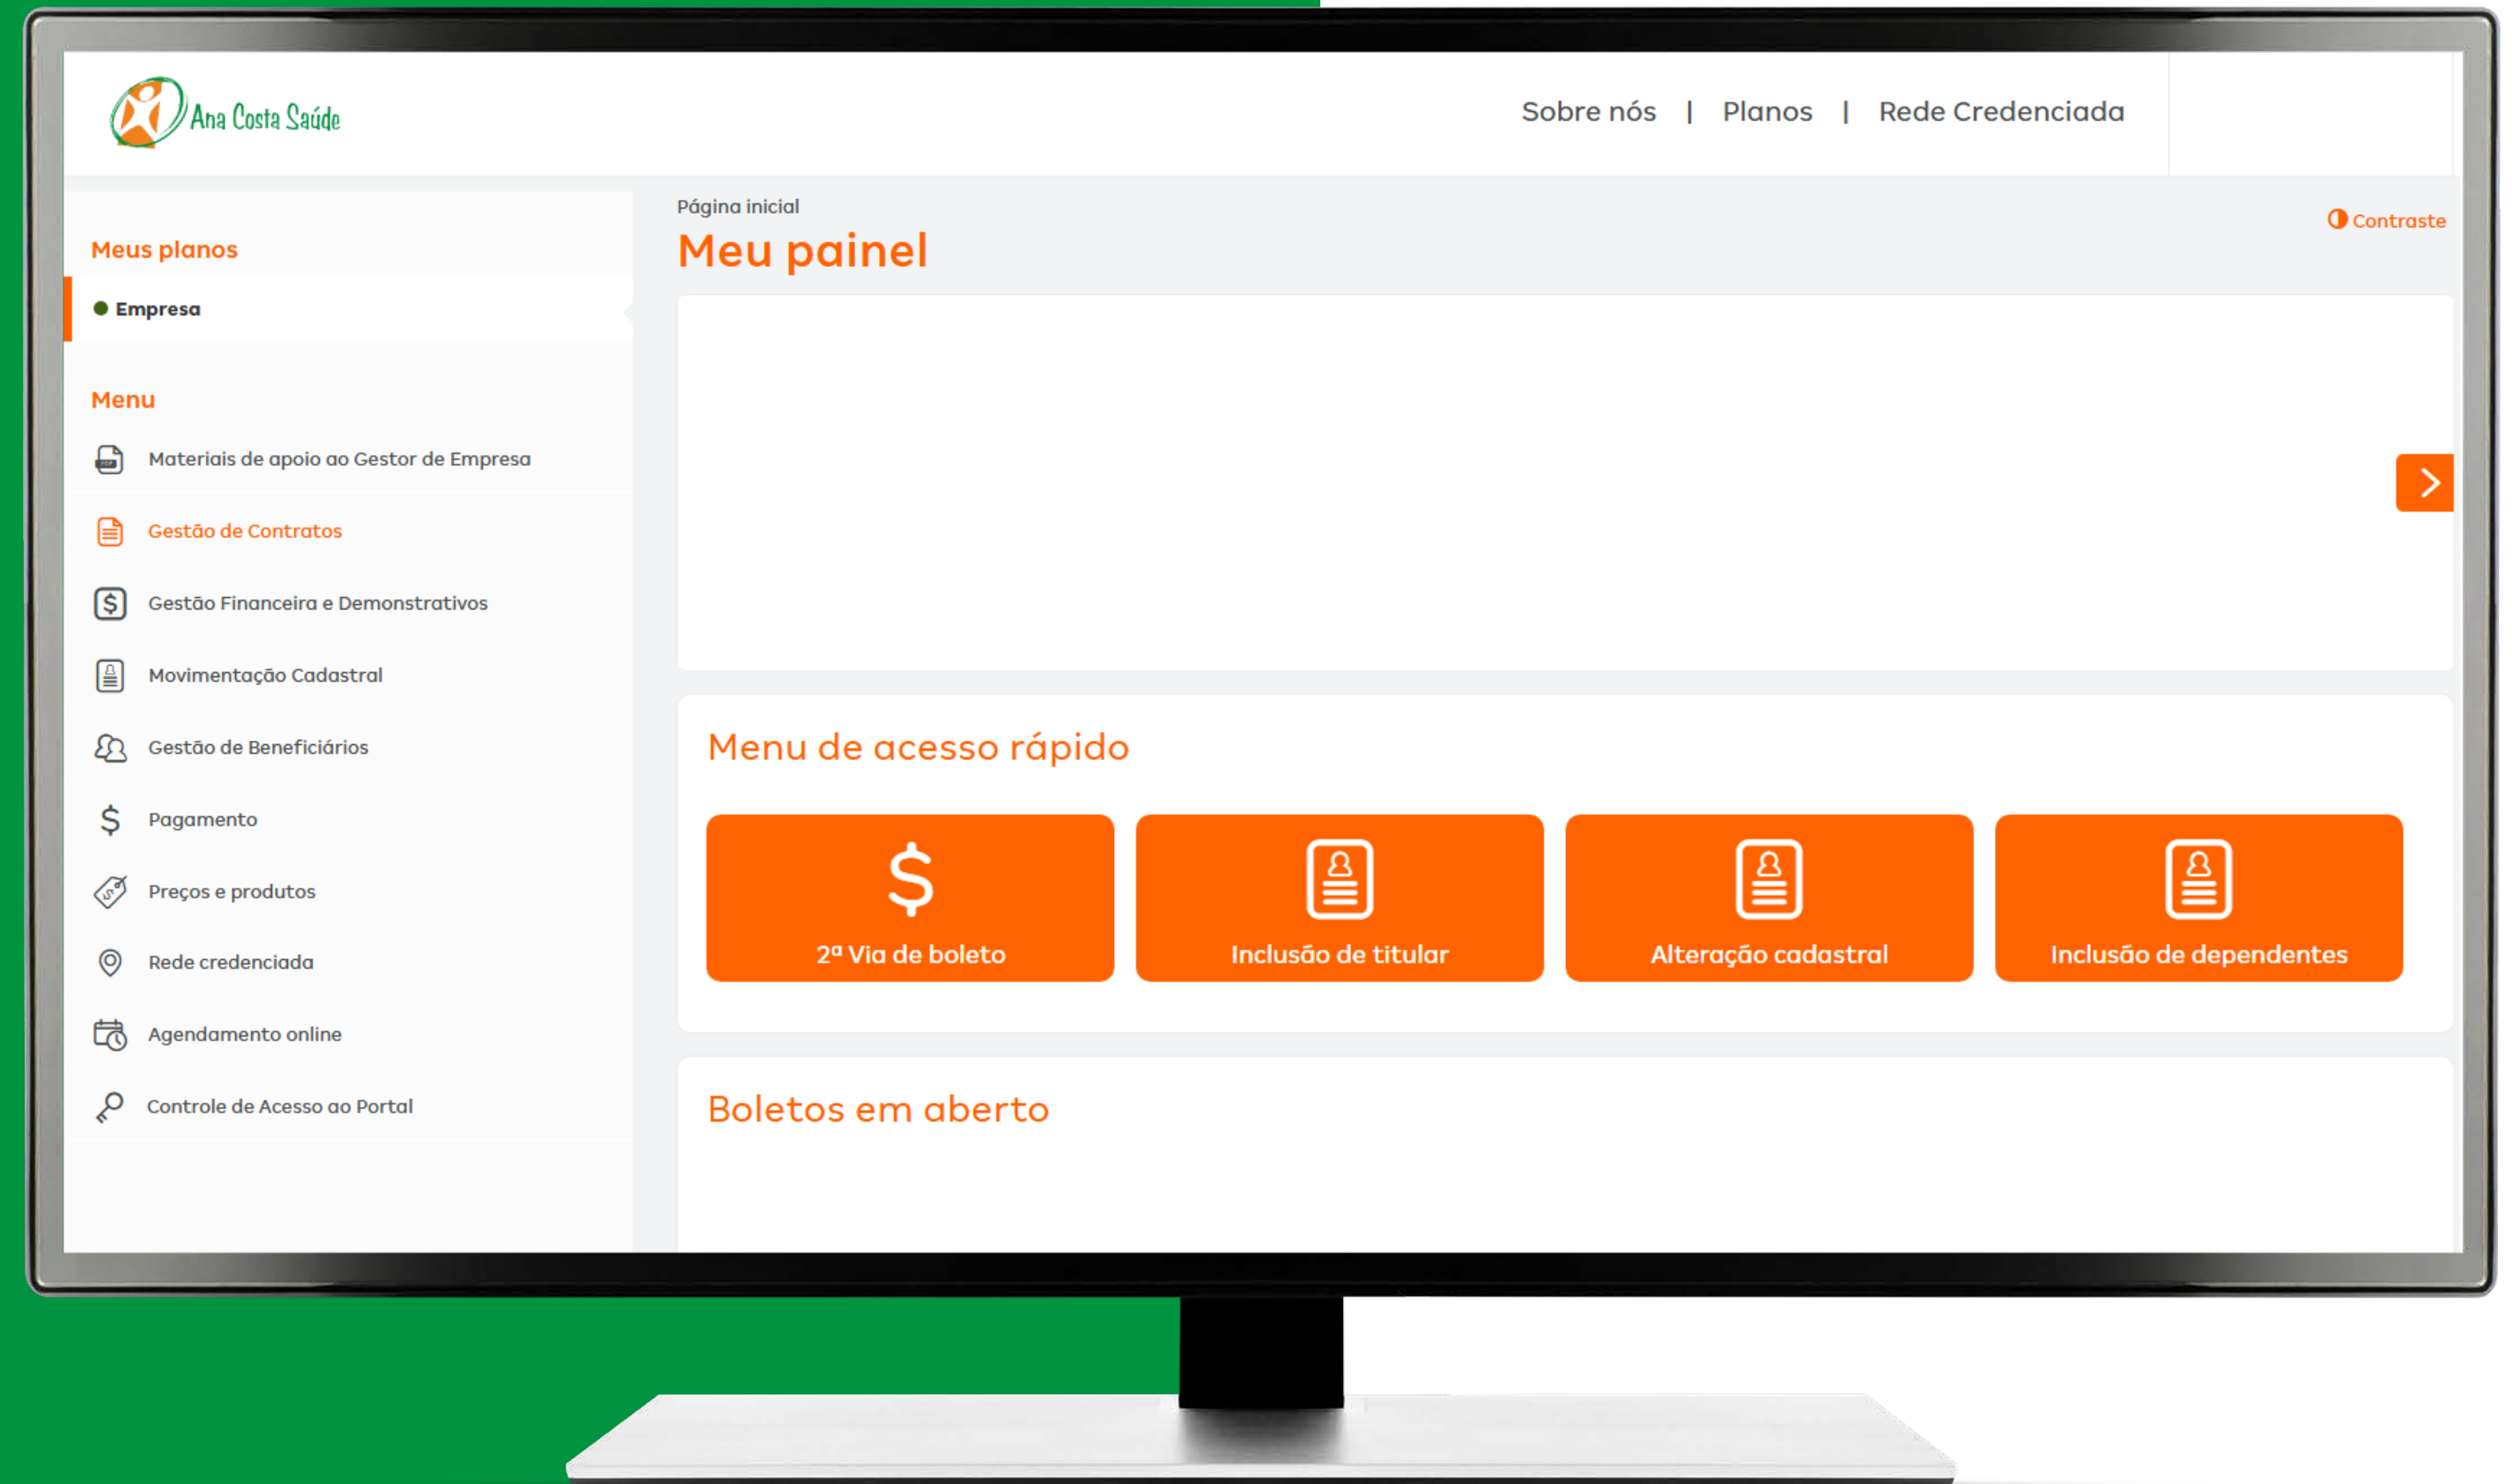 Ana Costa Saúde
Sobre nós | Planos | Rede Credenciada
Página inicial
Meu painel
Contraste
Meus planos
Empresa
Menu
Materiais de apoio ao Gestor de Empresa
Gestão de Contratos
Gestão Financeira e Demonstrativos
Movimentação Cadastral
Gestão de Beneficiários
Pagamento
Preços e produtos
Rede credenciada
Agendamento online
Controle de Acesso ao Portal
Menu de acesso rápido
2ª Via de boleto
Inclusão de titular
Alteração cadastral
Inclusão de dependentes
Boletos em aberto